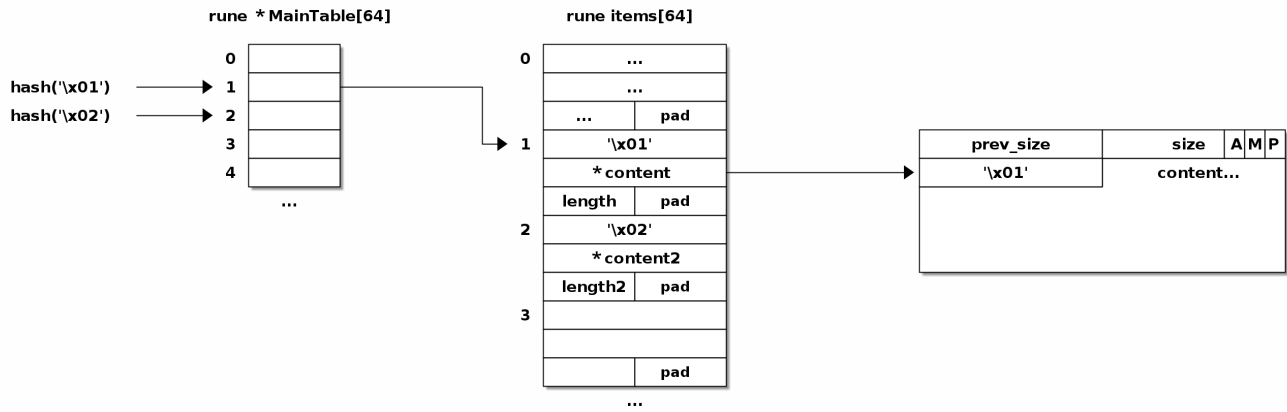 rune *MainTable[64]
rune items[64]
0
1
2
3
4
...
hash('\x01')
hash('\x02')
0
...
...
... pad
1
'\x01'
*content
length pad
2
'\x02'
*content2
length2 pad
3
pad
...
prev_size size A M P
'\x01' content...